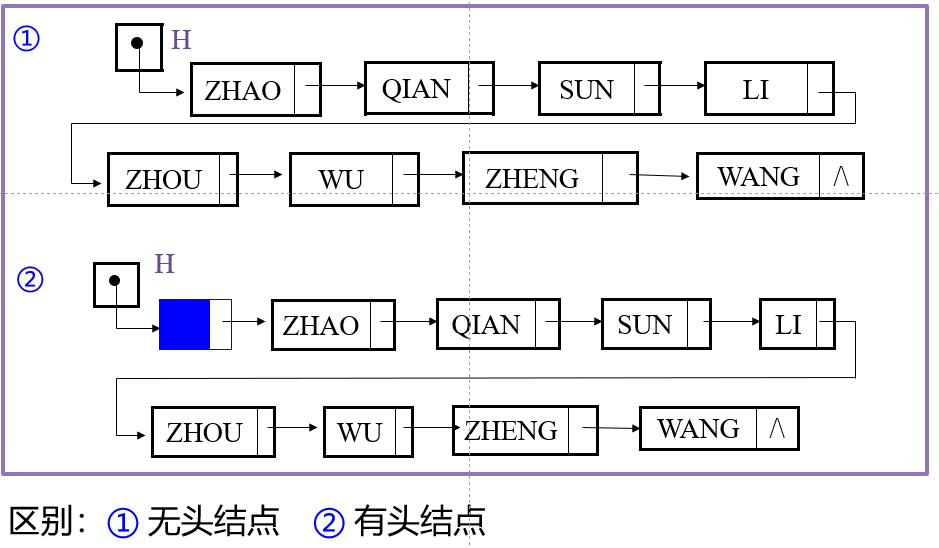 ① H
ZHAO QIAN SUN LI
ZHOU WU ZHENG WANG /\
② H
ZHAO QIAN SUN LI
ZHOU WU ZHENG WANG /\
区别：① 无头结点 ② 有头结点